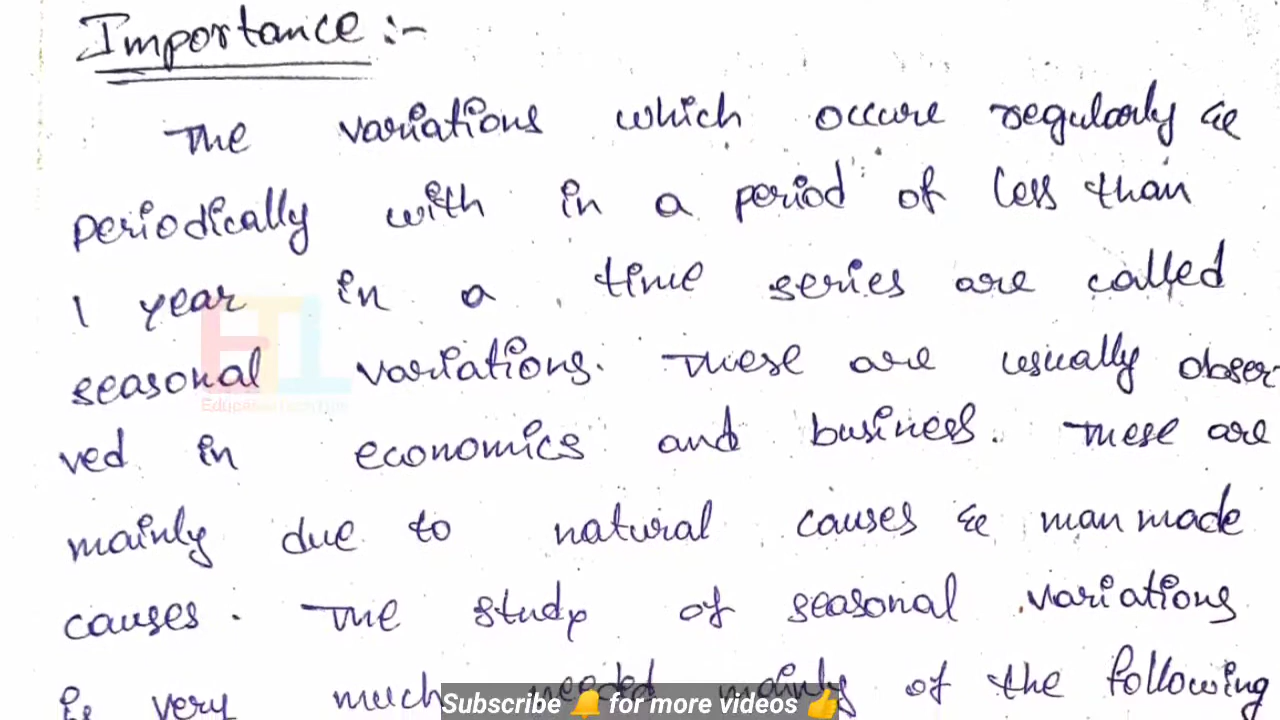 Importance :-
The variations which occure regularly &
periodically with in a period of less than
1 year in a time series are called
seasonal variations. These are usually obser
ved in economics and business. These are
mainly due to natural causes & man made
causes. The study of seasonal variations
is very much needed mainly of the following
Subscribe 🔔 for more videos 👍